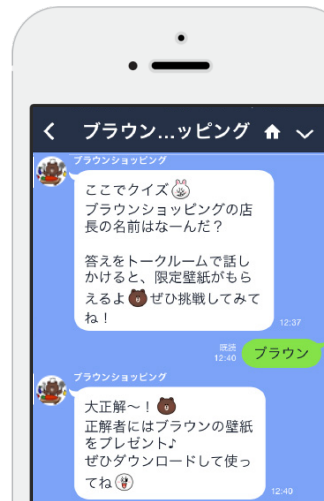 ブラウン...ッピング
ブラウンショッピング
ここでクイズ
ブラウンショッピングの店
長の名前はなーんだ？
答えをトークルームで話し
かけると、限定壁紙がもら
えるよ ぜひ挑戦してみて
ね！
12:37
既読
12:40
ブラウン
ブラウンショッピング
大正解〜！
正解者にはブラウンの壁紙
をプレゼント♪
ぜひダウンロードして使っ
てね
12:40